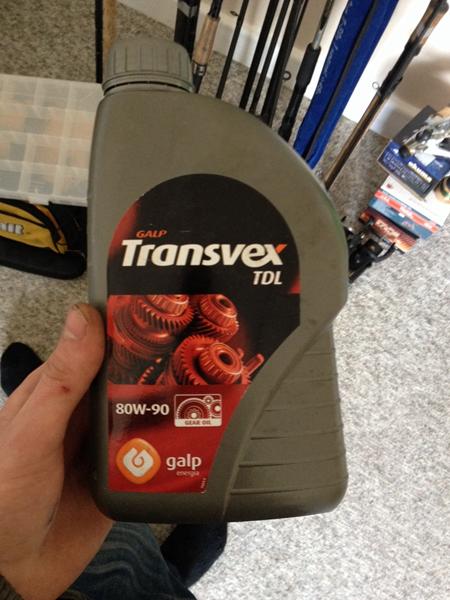 GALP
Transvex
TDL
80W-90
GEAR OIL
galp
energia